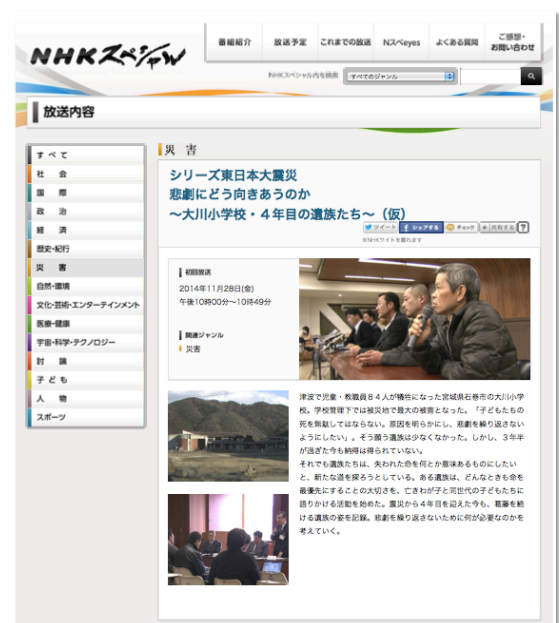 NHKスペシャル
番組紹介 放送予定 これまでの放送 Nスペeyes よくある質問 ご感想・
お問い合わせ
NHKスペシャル内を検索 すべてのジャンル
放送内容
すべて
社 会
国 際
政 治
経 済
歴史・紀行
災 害
自然・環境
文化・芸術・エンターテインメント
医療・健康
宇宙・科学・テクノロジー
討 論
子ども
人 物
スポーツ
災 害
シリーズ東日本大震災
悲劇にどう向きあうのか
〜大川小学校・４年目の遺族たち〜（仮）
ツイート シェアする チェック 共有する ?
※NHKサイトを離れます
初回放送
2014年11月28日(金)
午後10時00分〜10時49分
関連ジャンル
災害
津波で児童・教職員８４人が犠牲になった宮城県石巻市の大川小学
校。学校管理下では被災地で最大の被害となった。「子どもたちの
死を無駄してはならない。原因を明らかにし、悲劇を繰り返さない
ようにしたい」。そう願う遺族は少なくなかった。しかし、３年半
が過ぎた今も納得は得られていない。
それでも遺族たちは、失われた命を何とか意味あるものにしたい
と、新たな道を探ろうとしている。ある遺族は、どんなときも命を
最優先にすることの大切さを、亡きわが子と同世代の子どもたちに
語りかける活動を始めた。震災から４年目を迎えた今も、葛藤を続
ける遺族の姿を記録。悲劇を繰り返さないために何が必要なのかを
考えていく。